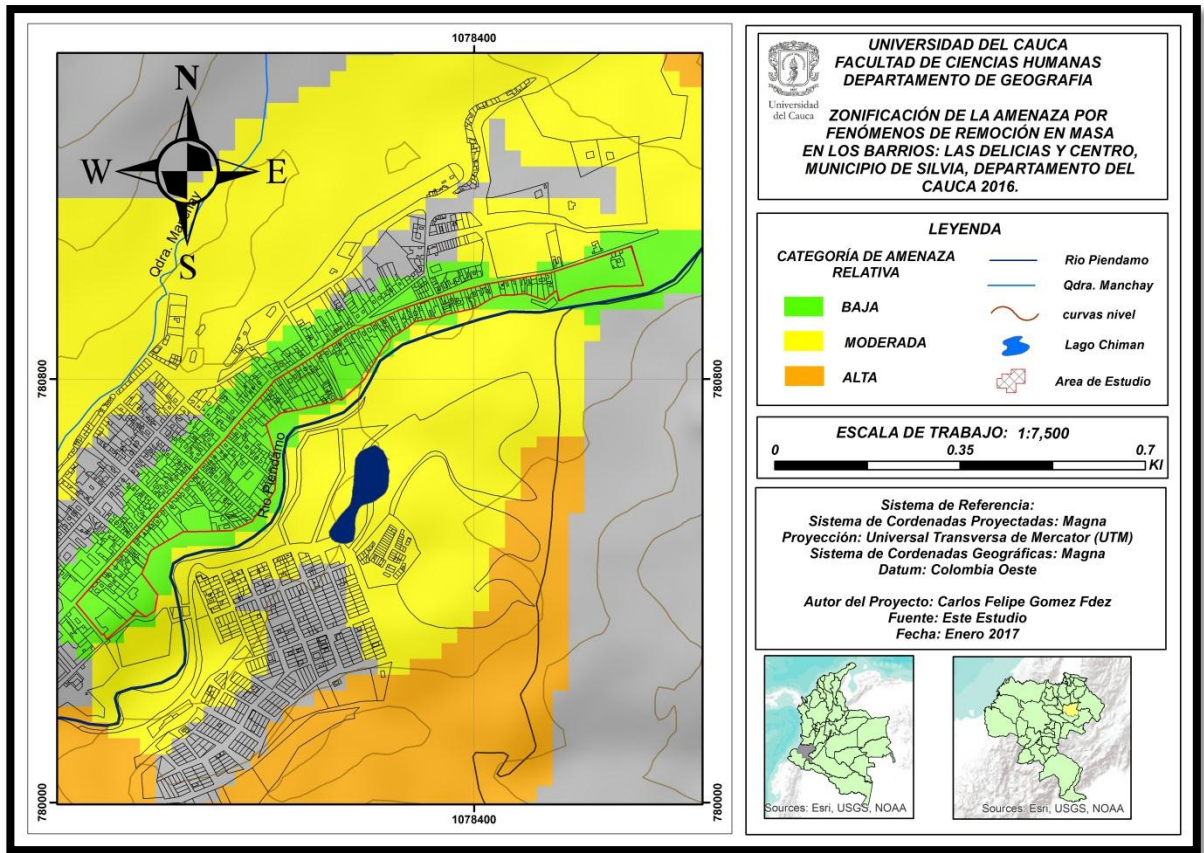 1078400
N
W
E
S
Qdra. Manchay
Rio Piendamo
780800
780800
780000
780000
1078400
Universidad
del Cauca
UNIVERSIDAD DEL CAUCA
FACULTAD DE CIENCIAS HUMANAS
DEPARTAMENTO DE GEOGRAFIA
ZONIFICACIÓN DE LA AMENAZA POR
FENÓMENOS DE REMOCIÓN EN MASA
EN LOS BARRIOS: LAS DELICIAS Y CENTRO,
MUNICIPIO DE SILVIA, DEPARTAMENTO DEL
CAUCA 2016.
LEYENDA
CATEGORÍA DE AMENAZA
RELATIVA
BAJA
MODERADA
ALTA
Rio Piendamo
Qdra. Manchay
curvas nivel
Lago Chiman
Area de Estudio
ESCALA DE TRABAJO: 1:7,500
0 0.35 0.7
Kl
Sistema de Referencia:
Sistema de Cordenadas Proyectadas: Magna
Proyección: Universal Transversa de Mercator (UTM)
Sistema de Cordenadas Geográficas: Magna
Datum: Colombia Oeste
Autor del Proyecto: Carlos Felipe Gomez Fdez
Fuente: Este Estudio
Fecha: Enero 2017
Sources: Esri, USGS, NOAA
Sources: Esri, USGS, NOAA